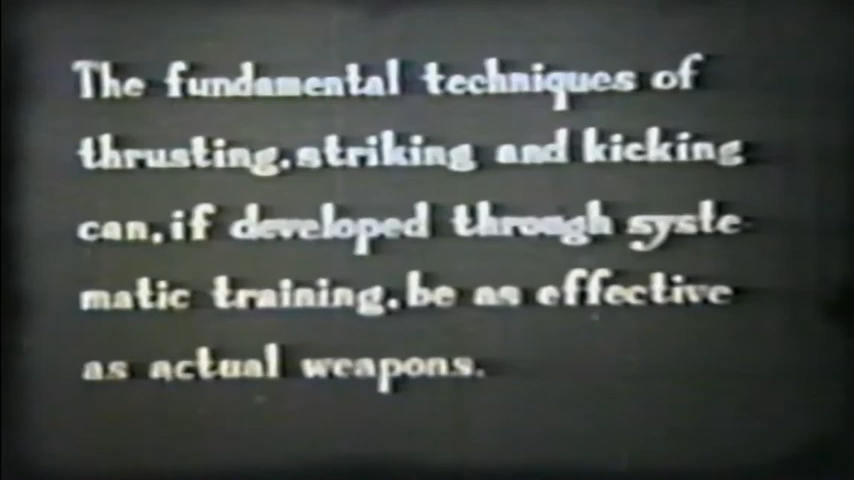 The fundamental techniques of
thrusting, striking and kicking
can, if developed through syste-
matic training, be as effective
as actual weapons.